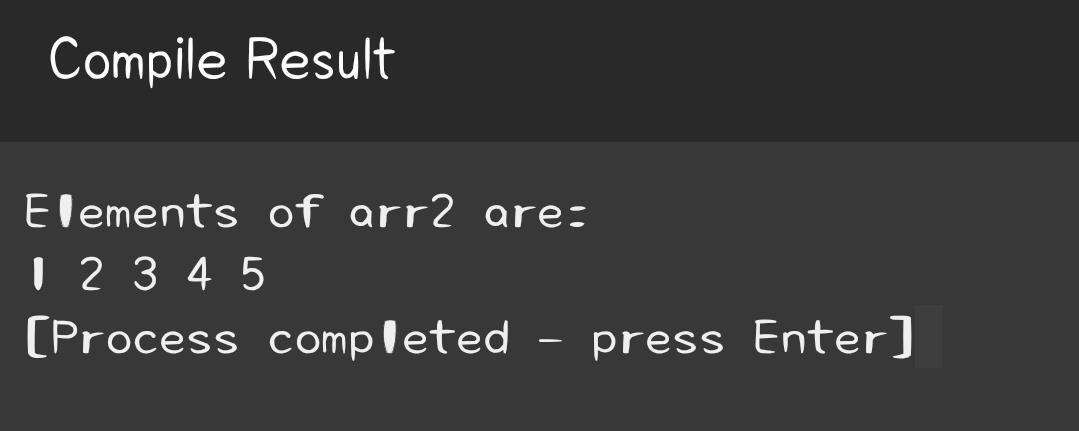 Compile Result
Elements of arr2 are:
1 2 3 4 5
[Process completed - press Enter]